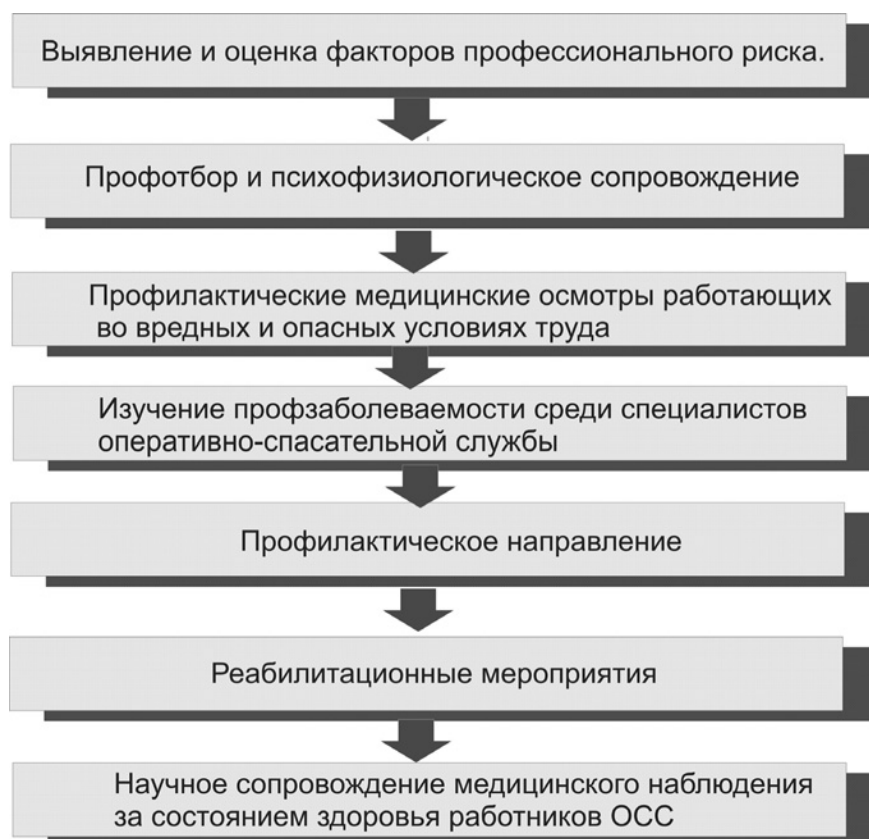 Выявление и оценка факторов профессионального риска.
Профотбор и психофизиологическое сопровождение
Профилактические медицинские осмотры работающих
во вредных и опасных условиях труда
Изучение профзаболеваемости среди специалистов
оперативно-спасательной службы
Профилактическое направление
Реабилитационные мероприятия
Научное сопровождение медицинского наблюдения
за состоянием здоровья работников ОСС